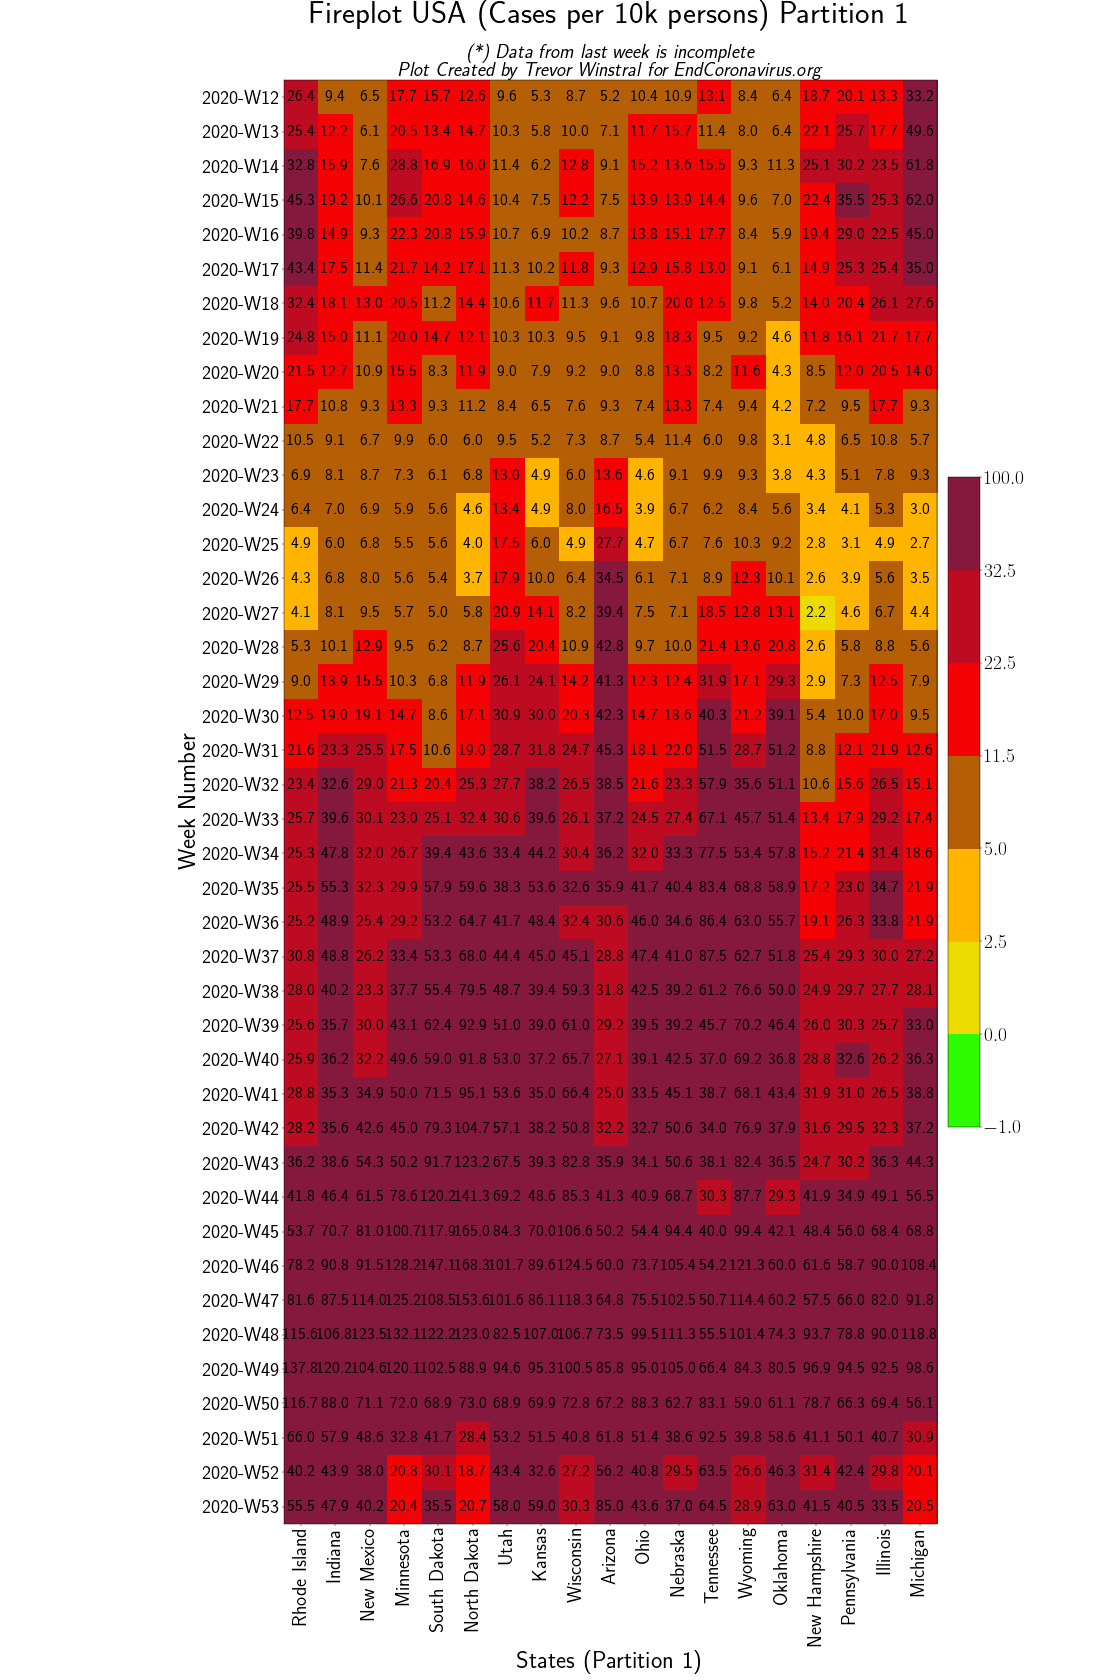 Fireplot USA (Cases per 10k persons) Partition 1
(*) Data from last week is incomplete
Plot Created by Trevor Winstral for EndCoronavirus.org
2020-W12 26.4 9.4 6.5 17.7 15.7 12.6 9.6 5.3 8.7 5.2 10.4 10.9 13.1 8.4 6.4 18.7 20.1 13.3 33.2
2020-W13 25.4 12.2 6.1 20.5 13.4 14.7 10.3 5.8 10.0 7.1 11.7 15.7 11.4 8.0 6.4 22.1 25.7 17.7 49.6
2020-W14 32.8 15.9 7.6 28.8 16.9 16.0 11.4 6.2 12.8 9.1 15.2 13.6 15.5 9.3 11.3 25.1 30.2 23.5 61.8
2020-W15 45.3 19.2 10.1 26.6 20.8 14.6 10.4 7.5 12.2 7.5 13.9 13.9 14.4 9.6 7.0 22.4 35.5 25.3 62.0
2020-W16 39.8 14.9 9.3 22.3 20.8 15.9 10.7 6.9 10.2 8.7 13.8 15.1 17.7 8.4 5.9 19.4 29.0 22.5 45.0
2020-W17 43.4 17.5 11.4 21.7 14.2 17.1 11.3 10.2 11.8 9.3 12.9 15.8 13.0 9.1 6.1 14.9 25.3 25.4 35.0
2020-W18 32.4 18.1 13.0 20.5 11.2 14.4 10.6 11.7 11.3 9.6 10.7 20.0 12.5 9.8 5.2 14.0 20.4 26.1 27.6
2020-W19 24.8 15.0 11.1 20.0 14.7 12.1 10.3 10.3 9.5 9.1 9.8 18.3 9.5 9.2 4.6 11.8 16.1 21.7 17.7
2020-W20 21.5 12.7 10.9 15.5 8.3 11.9 9.0 7.9 9.2 9.0 8.8 13.3 8.2 11.6 4.3 8.5 12.0 20.5 14.0
2020-W21 17.7 10.8 9.3 13.3 9.3 11.2 8.4 6.5 7.6 9.3 7.4 13.3 7.4 9.4 4.2 7.2 9.5 17.7 9.3
2020-W22 10.5 9.1 6.7 9.9 6.0 6.0 9.5 5.2 7.3 8.7 5.4 11.4 6.0 9.8 3.1 4.8 6.5 10.8 5.7
2020-W23 6.9 8.1 8.7 7.3 6.1 6.8 13.0 4.9 6.0 13.6 4.6 9.1 9.9 9.3 3.8 4.3 5.1 7.8 9.3
2020-W24 6.4 7.0 6.9 5.9 5.6 4.6 13.4 4.9 8.0 16.5 3.9 6.7 6.2 8.4 5.6 3.4 4.1 5.3 3.0
2020-W25 4.9 6.0 6.8 5.5 5.6 4.0 17.5 6.0 4.9 27.7 4.7 6.7 7.6 10.3 9.2 2.8 3.1 4.9 2.7
2020-W26 4.3 6.8 8.0 5.6 5.4 3.7 17.9 10.0 6.4 34.5 6.1 7.1 8.9 12.3 10.1 2.6 3.9 5.6 3.5
2020-W27 4.1 8.1 9.5 5.7 5.0 5.8 20.9 14.1 8.2 39.4 7.5 7.1 18.5 12.8 13.1 2.2 4.6 6.7 4.4
2020-W28 5.3 10.1 12.9 9.5 6.2 8.7 25.6 20.4 10.9 42.8 9.7 10.0 21.4 13.6 20.8 2.6 5.8 8.8 5.6
2020-W29 9.0 13.9 15.5 10.3 6.8 11.9 26.1 24.1 14.2 41.3 12.3 12.4 31.9 17.1 29.3 2.9 7.3 12.5 7.9
2020-W30 12.5 19.0 19.1 14.7 8.6 17.1 30.9 30.0 20.3 42.3 14.7 18.6 40.3 21.2 39.1 5.4 10.0 17.0 9.5
2020-W31 21.6 23.3 25.5 17.5 10.6 19.0 28.7 31.8 24.7 45.3 18.1 22.0 51.5 28.7 51.2 8.8 12.1 21.9 12.6
2020-W32 23.4 32.6 29.0 21.3 20.4 25.3 27.7 38.2 26.5 38.5 21.6 23.3 57.9 35.6 51.1 10.6 15.6 26.5 15.1
2020-W33 25.7 39.6 30.1 23.0 25.1 32.4 30.6 39.6 26.1 37.2 24.5 27.4 67.1 45.7 51.4 13.4 17.9 29.2 17.4
2020-W34 25.3 47.8 32.0 26.7 39.4 43.6 33.4 44.2 30.4 36.2 32.0 33.3 77.5 53.4 57.8 15.2 21.4 31.4 18.6
2020-W35 25.5 55.3 32.3 29.9 57.9 59.6 38.3 53.6 32.6 35.9 41.7 40.4 83.4 68.8 58.9 17.2 23.0 34.7 21.9
2020-W36 25.2 48.9 25.4 29.2 53.2 64.7 41.7 48.4 32.4 30.6 46.0 34.6 86.4 63.0 55.7 19.1 26.3 33.8 21.9
2020-W37 30.8 48.8 26.2 33.4 53.3 68.0 44.4 45.0 45.1 28.8 47.4 41.0 87.5 62.7 51.8 25.4 29.3 30.0 27.2
2020-W38 28.0 40.2 23.3 37.7 55.4 79.5 48.7 39.4 59.3 31.8 42.5 39.2 61.2 76.6 50.0 24.9 29.7 27.7 28.1
2020-W39 25.6 35.7 30.0 43.1 62.4 92.9 51.0 39.0 61.0 29.2 39.5 39.2 45.7 70.2 46.4 26.0 30.3 25.7 33.0
2020-W40 25.9 36.2 32.2 49.6 59.0 91.8 53.0 37.2 65.7 27.1 39.1 42.5 37.0 69.2 36.8 28.8 32.6 26.2 36.3
2020-W41 28.8 35.3 34.9 50.0 71.5 95.1 53.6 35.0 66.4 25.0 33.5 45.1 38.7 68.1 43.4 31.9 31.0 26.5 38.8
2020-W42 28.2 35.6 42.6 45.0 79.3 104.7 57.1 38.2 50.8 32.2 32.7 50.6 34.0 76.9 37.9 31.6 29.5 32.3 37.2
2020-W43 36.2 38.6 54.3 50.2 91.7 123.2 67.5 39.3 82.8 35.9 34.1 50.6 38.1 82.4 36.5 24.7 30.2 36.3 44.3
2020-W44 41.8 46.4 61.5 78.6 120.2 141.3 69.2 48.6 85.3 41.3 40.9 68.7 30.3 87.7 29.3 41.9 34.9 49.1 56.5
2020-W45 53.7 70.7 81.0 100.7 117.9 165.0 84.3 70.0 106.6 50.2 54.4 94.4 40.0 99.4 42.1 48.4 56.0 68.4 68.8
2020-W46 78.2 90.8 91.5 128.2 147.1 168.3 101.7 89.6 124.5 60.0 73.7 105.4 54.2 121.3 60.0 61.6 58.7 90.0 108.4
2020-W47 81.6 87.5 114.0 125.2 108.5 153.6 101.6 86.1 118.3 64.8 75.5 102.5 50.7 114.4 60.2 57.5 66.0 82.0 91.8
2020-W48 115.6 106.8 123.5 132.1 122.2 123.0 82.5 107.0 106.7 73.5 99.5 111.3 55.5 101.4 74.3 93.7 78.8 90.0 118.8
2020-W49 137.8 120.2 104.6 120.1 102.5 88.9 94.6 95.3 100.5 85.8 95.0 105.0 66.4 84.3 80.5 96.9 94.5 92.5 98.6
2020-W50 116.7 88.0 71.1 72.0 68.9 73.0 68.9 69.9 72.8 67.2 88.3 62.7 83.1 59.0 61.1 78.7 66.3 69.4 56.1
2020-W51 66.0 57.9 48.6 32.8 41.7 28.4 53.2 51.5 40.8 61.8 51.4 38.6 92.5 39.8 58.6 41.1 50.1 40.7 30.9
2020-W52 40.2 43.9 38.0 20.8 30.1 18.7 43.4 32.6 27.2 56.2 40.8 29.5 63.5 26.6 46.3 31.4 42.4 29.8 20.1
2020-W53 55.5 47.9 40.2 20.4 35.5 20.7 58.0 59.0 30.3 85.0 43.6 37.0 64.5 28.9 63.0 41.5 40.5 33.5 20.5
Week Number
Rhode Island
Indiana
New Mexico
Minnesota
South Dakota
North Dakota
Utah
Kansas
Wisconsin
Arizona
Ohio
Nebraska
Tennessee
Wyoming
Oklahoma
New Hampshire
Pennsylvania
Illinois
Michigan
States (Partition 1)
100.0
32.5
22.5
11.5
5.0
2.5
0.0
−1.0